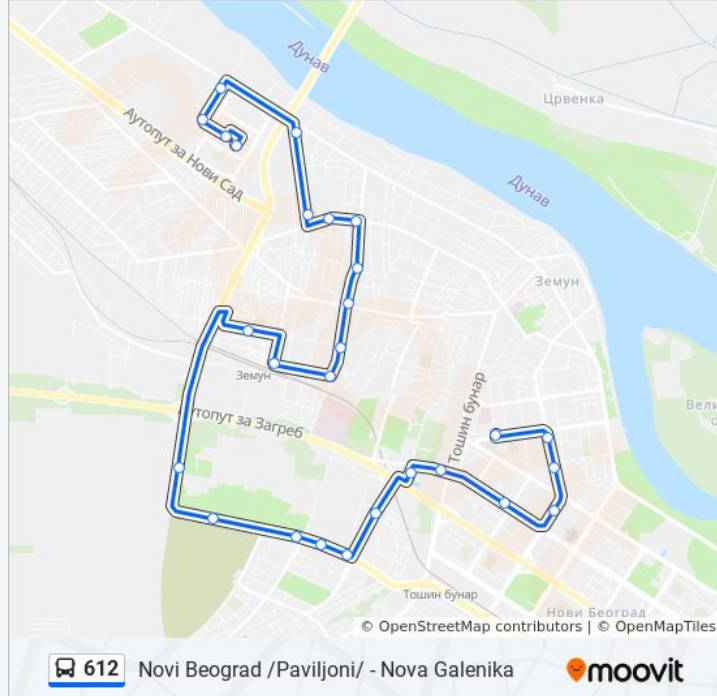 Дунав
Црвенка
Аутопут за Нови Сад
Дунав
Земун
Земун
Вели
о
Аутопут за Загреб
Тошин бунар
Тошин бунар
Нови Београд
© OpenStreetMap contributors | © OpenMapTiles
612 Novi Beograd /Paviljoni/ - Nova Galenika
moovit